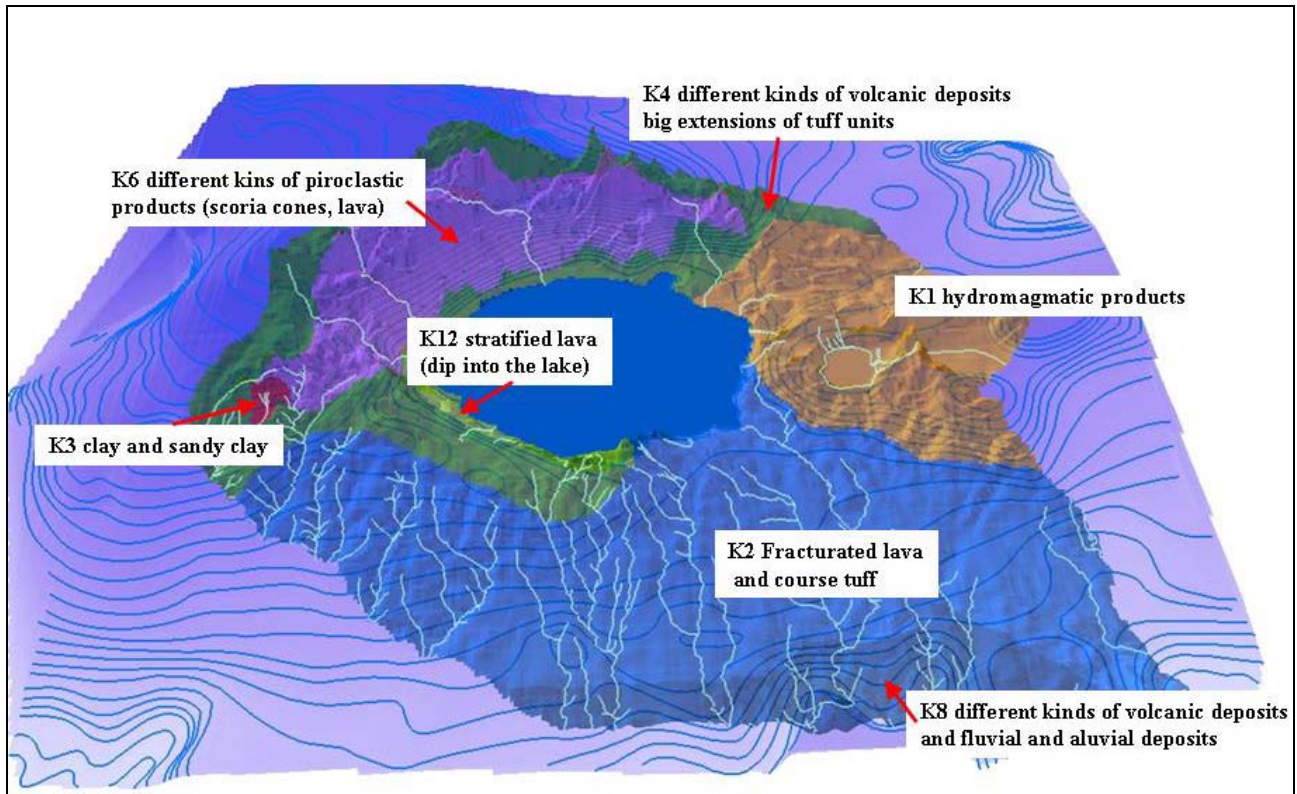 K4 different kinds of volcanic deposits
big extensions of tuff units
K6 different kins of piroclastic
products (scoria cones, lava)
K1 hydromagmatic products
K12 stratified lava
(dip into the lake)
K3 clay and sandy clay
K2 Fracturated lava
and course tuff
K8 different kinds of volcanic deposits
and fluvial and aluvial deposits